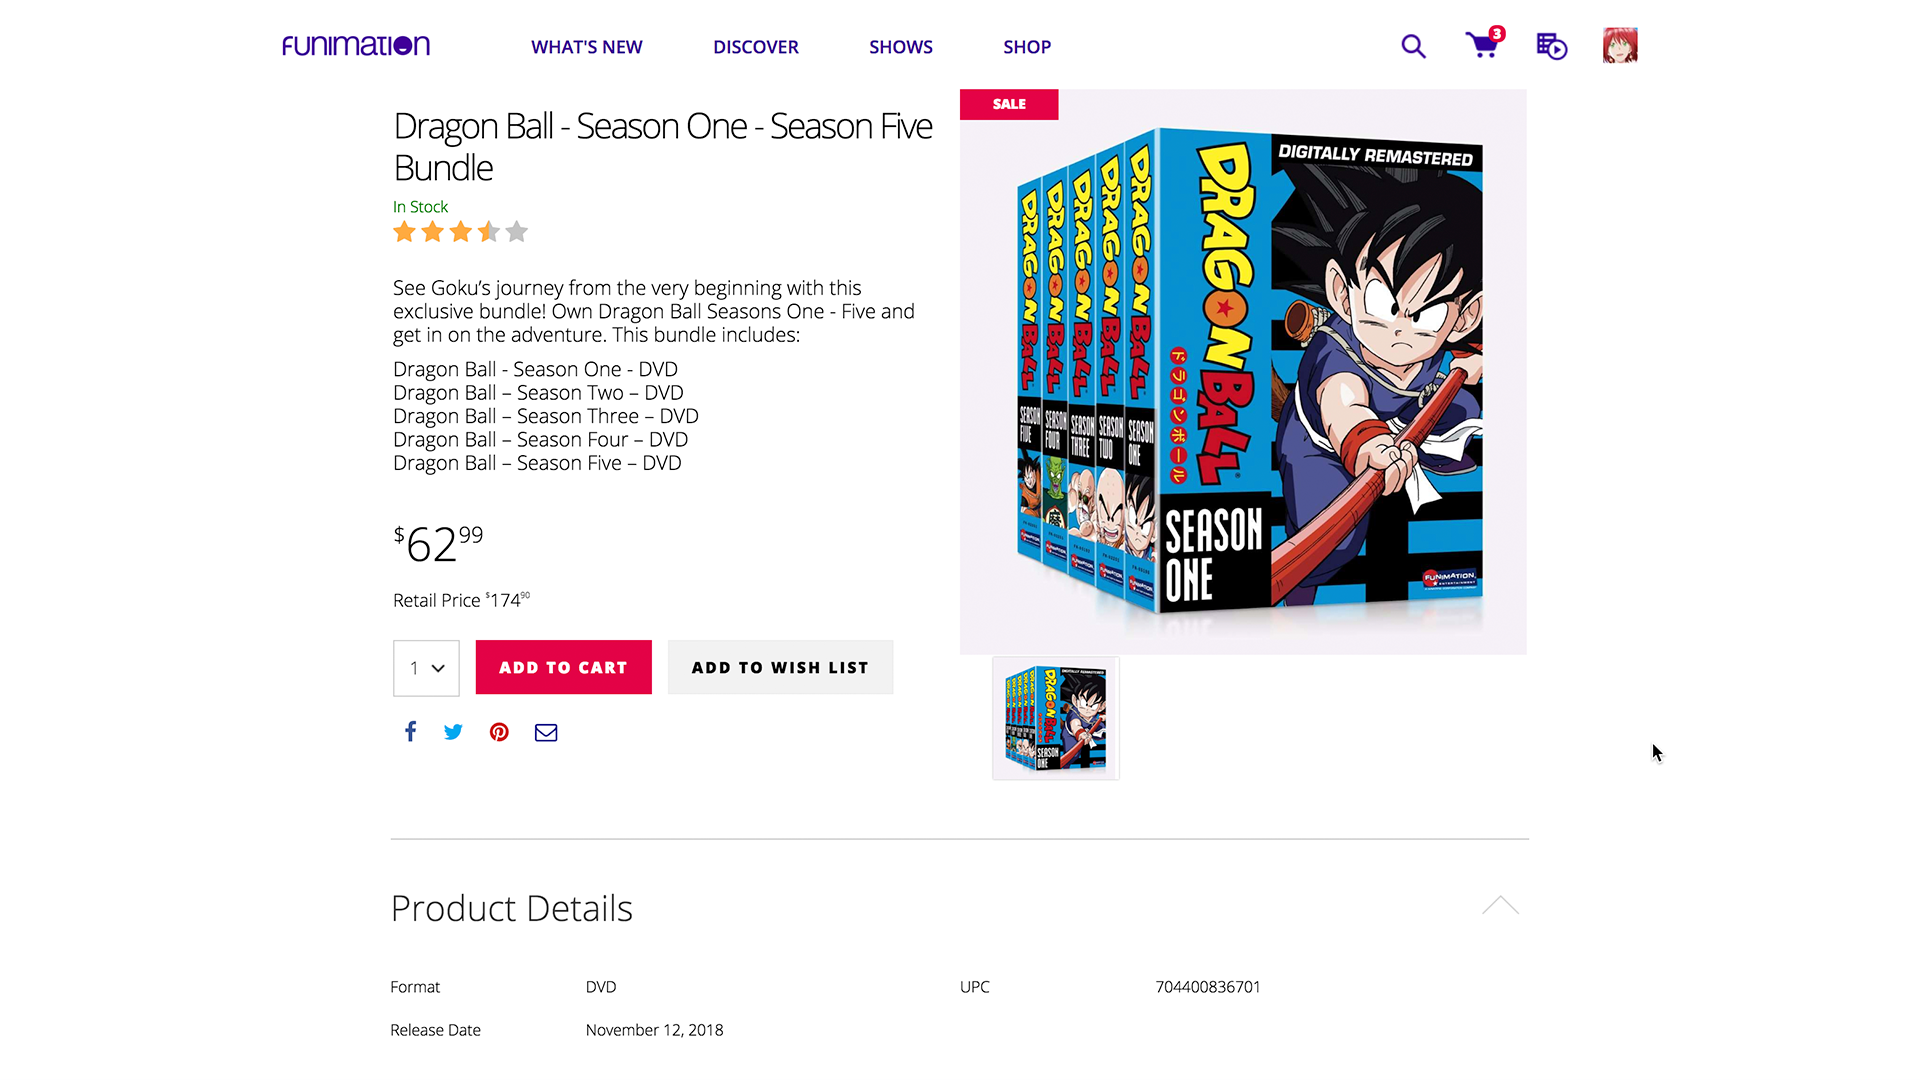 FUNIMATION
WHAT'S NEW
DISCOVER
SHOWS
SHOP
3
Dragon Ball - Season One - Season Five
Bundle
In Stock
See Goku's journey from the very beginning with this
exclusive bundle! Own Dragon Ball Seasons One - Five and
get in on the adventure. This bundle includes:
Dragon Ball - Season One - DVD
Dragon Ball – Season Two – DVD
Dragon Ball – Season Three – DVD
Dragon Ball – Season Four – DVD
Dragon Ball – Season Five – DVD
$62 99
Retail Price $174 90
1
ADD TO CART
ADD TO WISH LIST
SALE
DIGITALLY REMASTERED
DRAGON BALL
ドラゴンボール
SEASON
ONE
FUNIMATION
DRAGON BALL
SEASON
FIVE
DRAGON BALL
SEASON
FOUR
DRAGON BALL
SEASON
THREE
DRAGON BALL
SEASON
TWO
DRAGON BALL
SEASON
ONE
DRAGON BALL
SEASON
ONE
Product Details
Format
DVD
UPC
704400836701
Release Date
November 12, 2018